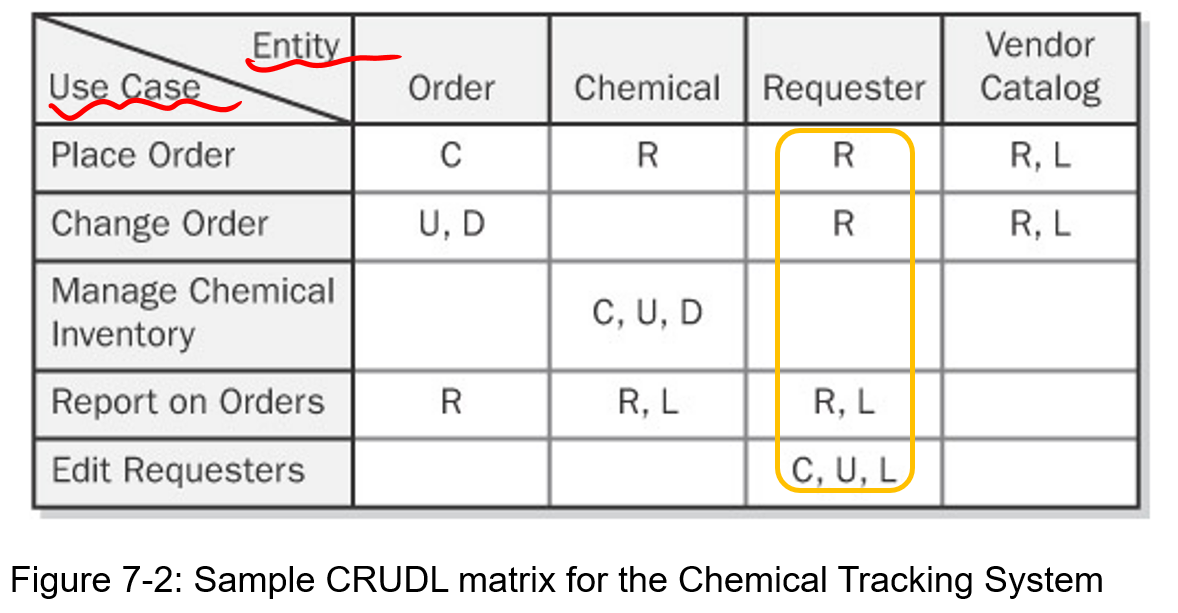 Entity
Use Case
Order
Chemical
Requester
Vendor
Catalog
Place Order C R R R, L
Change Order U, D R R, L
Manage Chemical
Inventory
C, U, D
Report on Orders R R, L R, L
Edit Requesters C, U, L
Figure 7-2: Sample CRUDL matrix for the Chemical Tracking System